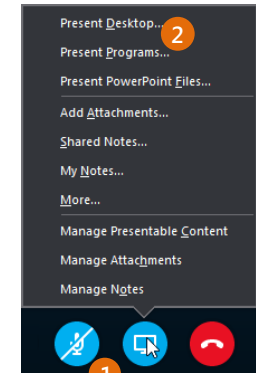 Present Desktop...
2
Present Programs...
Present PowerPoint Files...
Add Attachments...
Shared Notes...
My Notes...
More...
Manage Presentable Content
Manage Attachments
Manage Notes
1